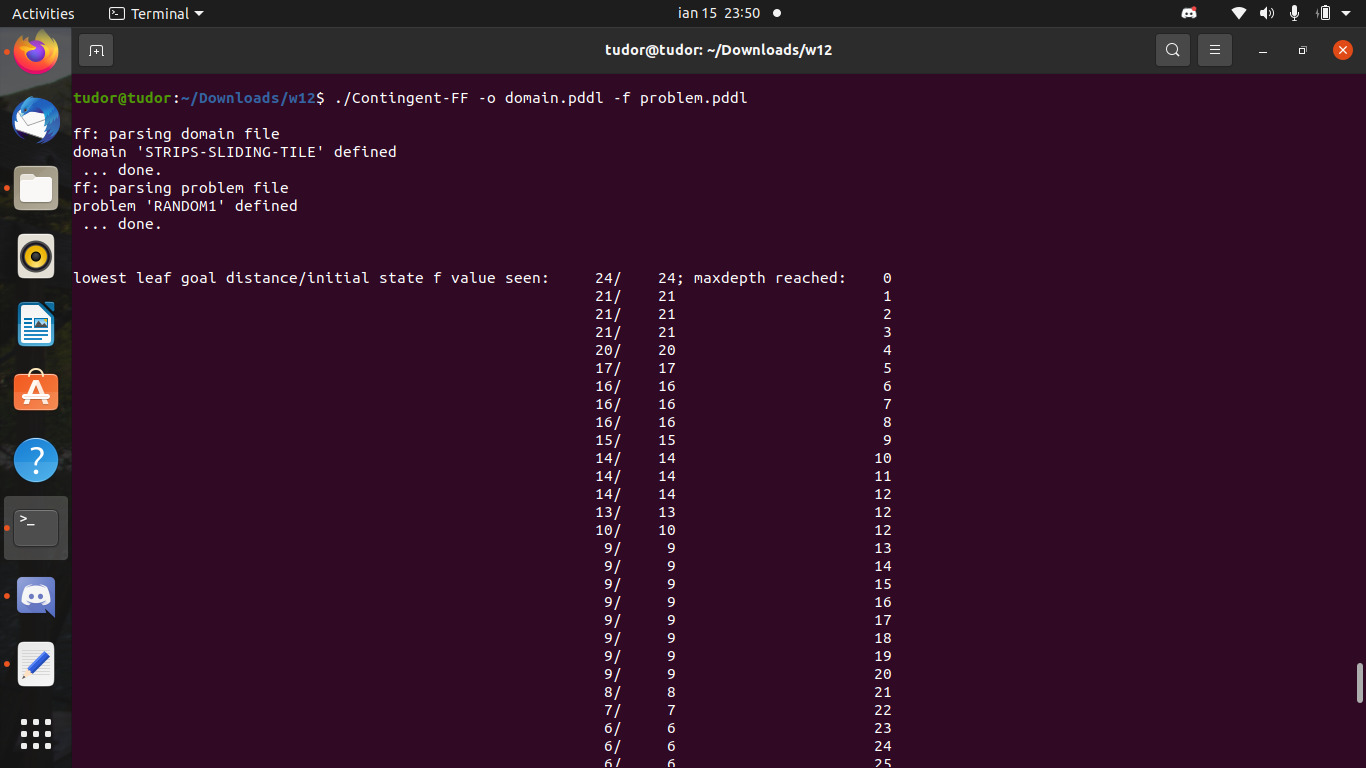 Activities Terminal ian 15 23:50
tudor@tudor: ~/Downloads/w12
tudor@tudor:~/Downloads/w12$ ./Contingent-FF -o domain.pddl -f problem.pddl
ff: parsing domain file
domain 'STRIPS-SLIDING-TILE' defined
... done.
ff: parsing problem file
problem 'RANDOM1' defined
... done.
lowest leaf goal distance/initial state f value seen: 24/ 24; maxdepth reached: 0
21/ 21 1
21/ 21 2
21/ 21 3
20/ 20 4
17/ 17 5
16/ 16 6
16/ 16 7
16/ 16 8
15/ 15 9
14/ 14 10
14/ 14 11
14/ 14 12
13/ 13 12
10/ 10 12
9/ 9 13
9/ 9 14
9/ 9 15
9/ 9 16
9/ 9 17
9/ 9 18
9/ 9 19
9/ 9 20
8/ 8 21
7/ 7 22
6/ 6 23
6/ 6 24
6/ 6 25